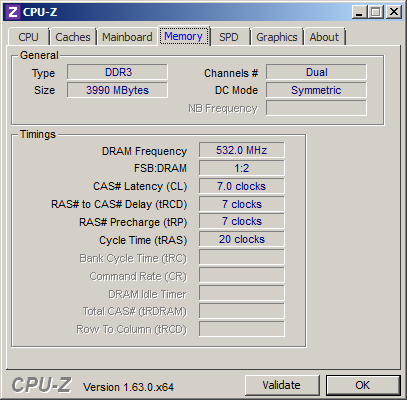 CPU-Z
CPU Caches Mainboard Memory SPD Graphics About
General
Type DDR3 Channels # Dual
Size 3990 MBytes DC Mode Symmetric
NB Frequency
Timings
DRAM Frequency 532.0 MHz
FSB:DRAM 1:2
CAS# Latency (CL) 7.0 clocks
RAS# to CAS# Delay (tRCD) 7 clocks
RAS# Precharge (tRP) 7 clocks
Cycle Time (tRAS) 20 clocks
Bank Cycle Time (tRC)
Command Rate (CR)
DRAM Idle Timer
Total CAS# (tRDRAM)
Row To Column (tRCD)
CPU-Z Version 1.63.0.x64 Validate OK